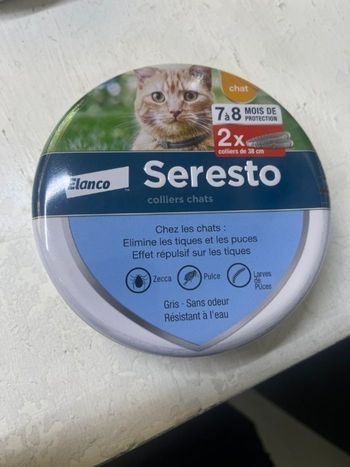 chat
7 à 8 MOIS DE
PROTECTION
2x
colliers de 38 cm
Elanco
Seresto
colliers chats
Chez les chats :
Elimine les tiques et les puces
Effet répulsif sur les tiques
Zecca
Pulce
Larves
de
Puces
Gris - Sans odeur
Résistant à l'eau